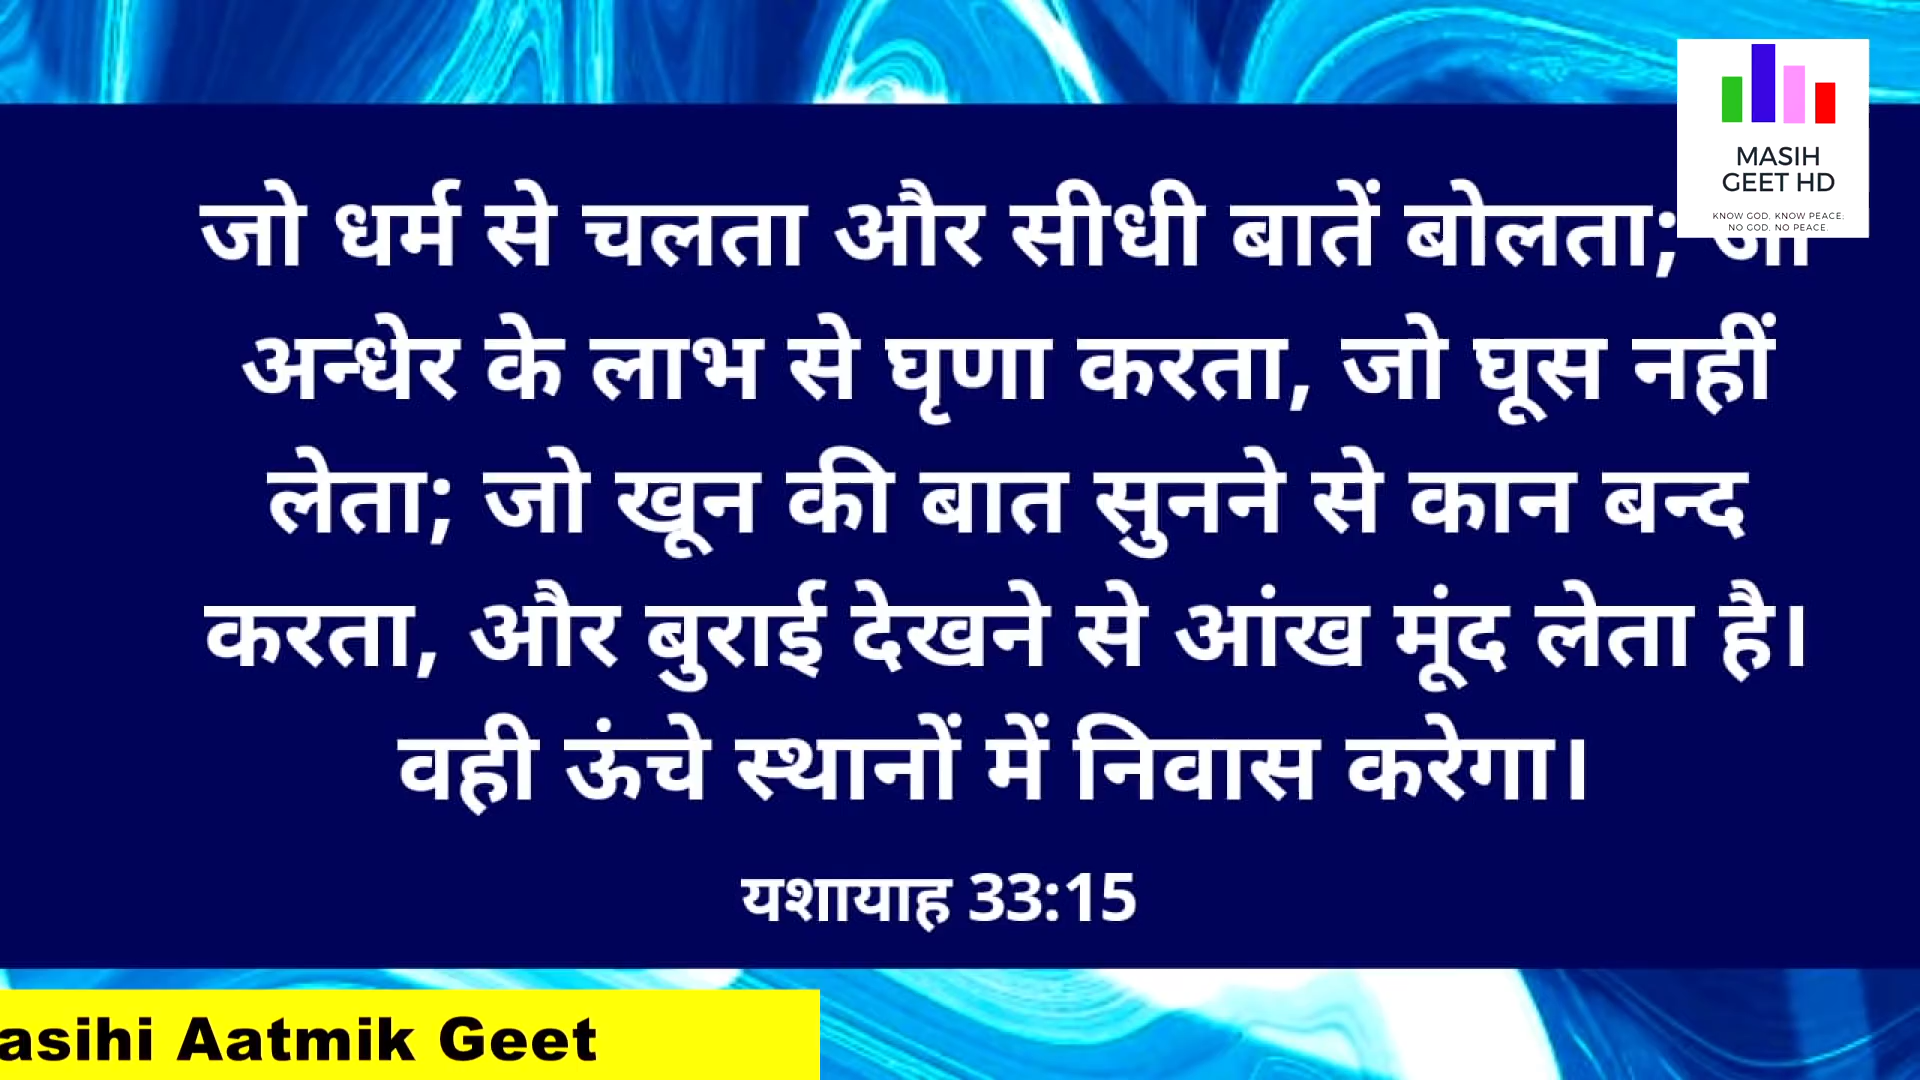 जो धर्म से चलता और सीधी बातें बोलता;
अन्धेर के लाभ से घृणा करता, जो घूस नहीं
लेता; जो खून की बात सुनने से कान बन्द
करता, और बुराई देखने से आंख मूंद लेता है।
वही ऊंचे स्थानों में निवास करेगा।
यशायाह 33:15
MASIH
GEET HD
KNOW GOD, KNOW PEACE;
NO GOD, NO PEACE.
asihi Aatmik Geet